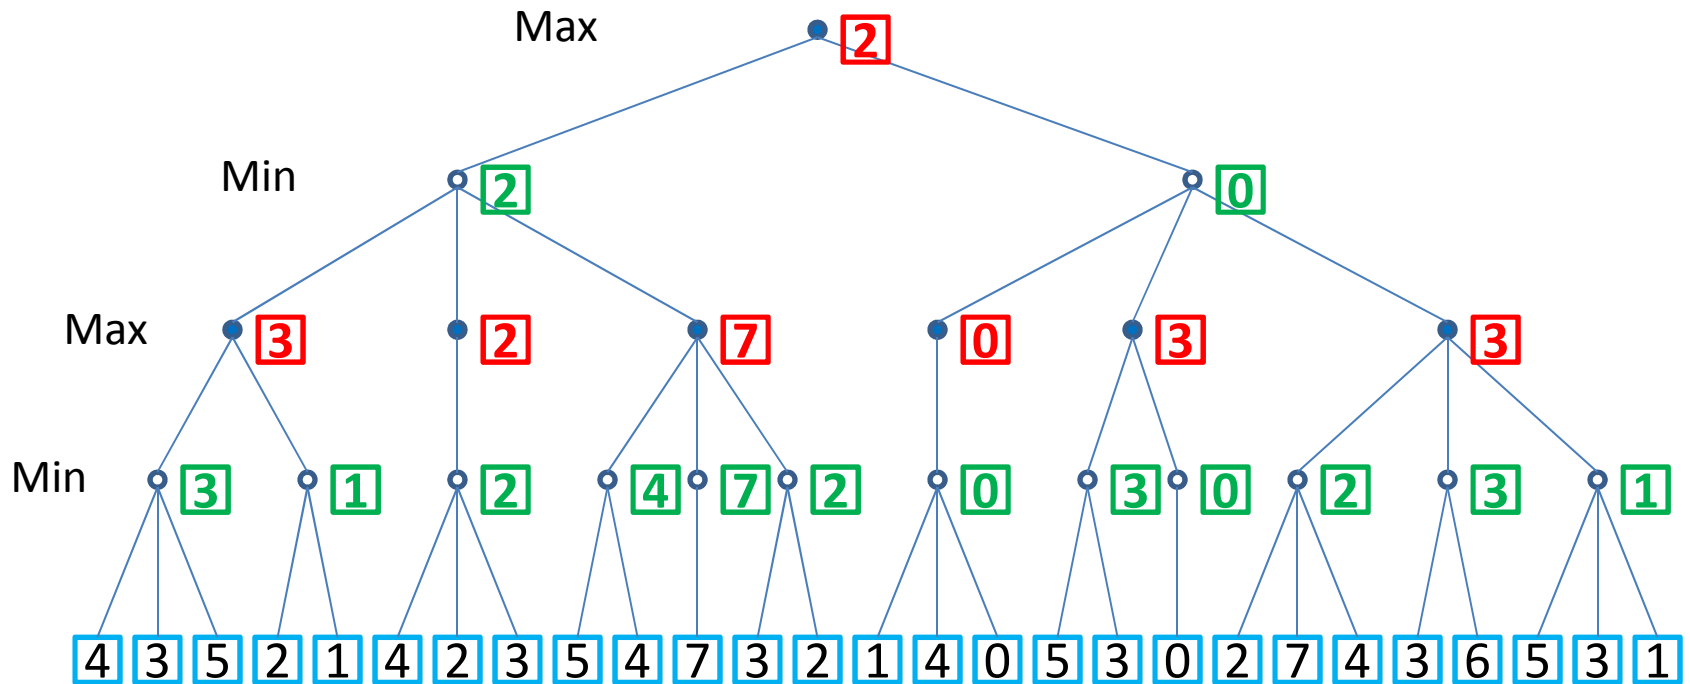 Max 2
Min 2 0
Max 3 2 7 0 3 3
Min 3 1 2 4 7 2 0 3 0 2 3 1
4 3 5 2 1 4 2 3 5 4 7 3 2 1 4 0 5 3 0 2 7 4 3 6 5 3 1